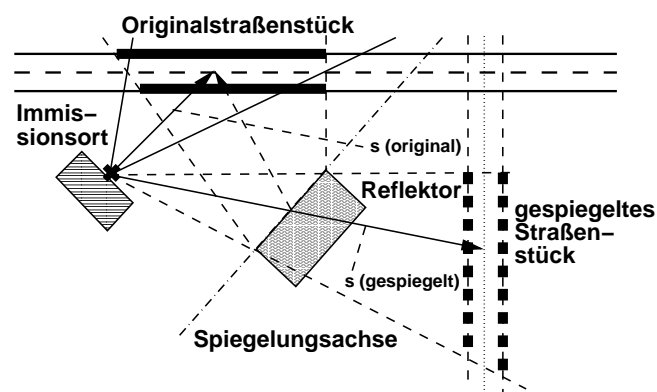 Originalstraßenstück
Immis–
sionsort
s (original)
Reflektor
gespiegeltes
Straßen–
stück
s (gespiegelt)
Spiegelungsachse